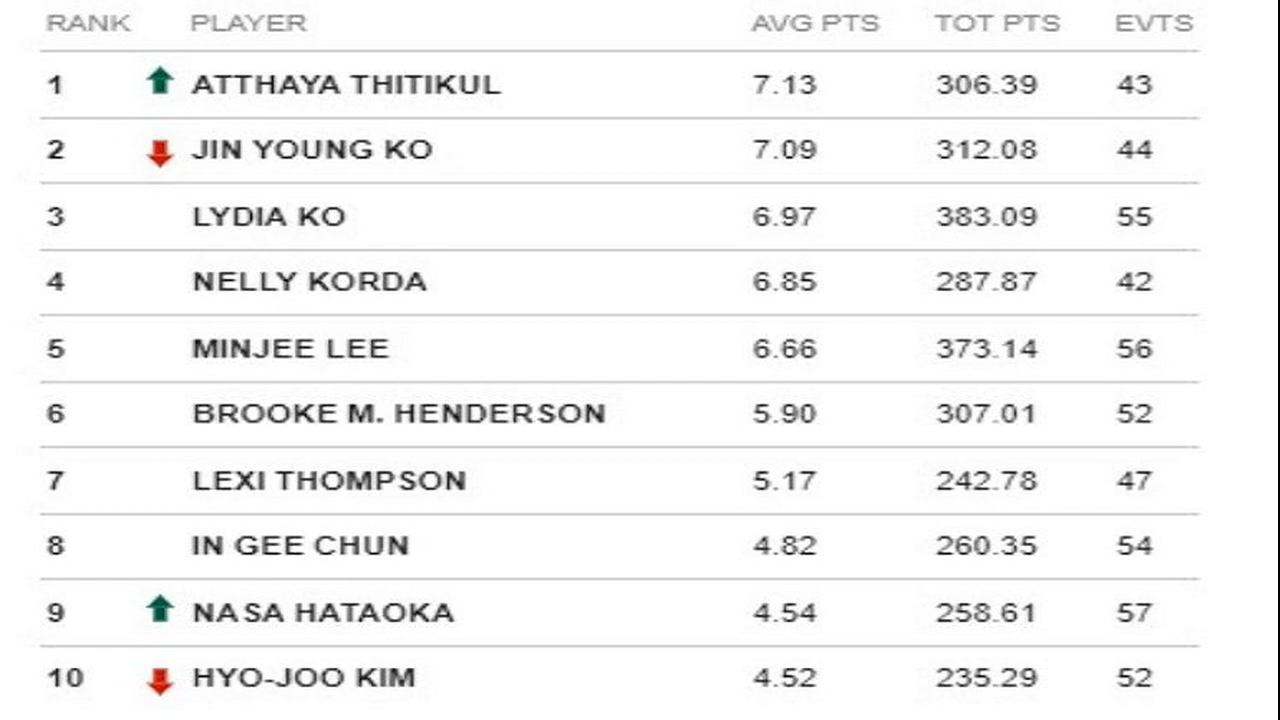 RANK PLAYER AVG PTS TOT PTS EVTS
1 ATTHAYA THITIKUL 7.13 306.39 43
2 JIN YOUNG KO 7.09 312.08 44
3 LYDIA KO 6.97 383.09 55
4 NELLY KORDA 6.85 287.87 42
5 MINJEE LEE 6.66 373.14 56
6 BROOKE M. HENDERSON 5.90 307.01 52
7 LEXI THOMPSON 5.17 242.78 47
8 IN GEE CHUN 4.82 260.35 54
9 NASA HATAOKA 4.54 258.61 57
10 HYO-JOO KIM 4.52 235.29 52